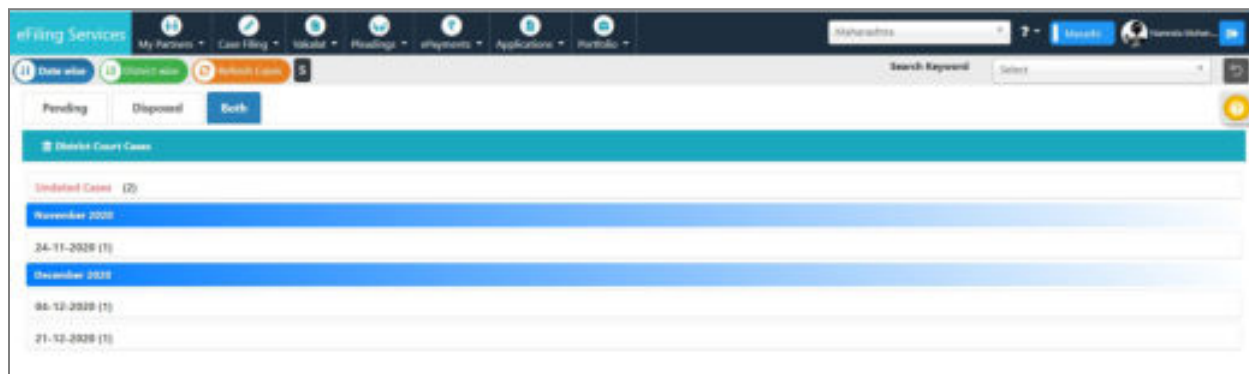 eFiling Services
My Partners Case Filing Vakalat Pleadings ePayments Applications Portfolio Maharashtra ?
Date wise District wise Refresh Cases S Search Keyword Select
Pending Disposed Both
District Court Cases
Undated Cases (2)
November 2020
24-11-2020 (1)
December 2020
04-12-2020 (1)
21-12-2020 (1)